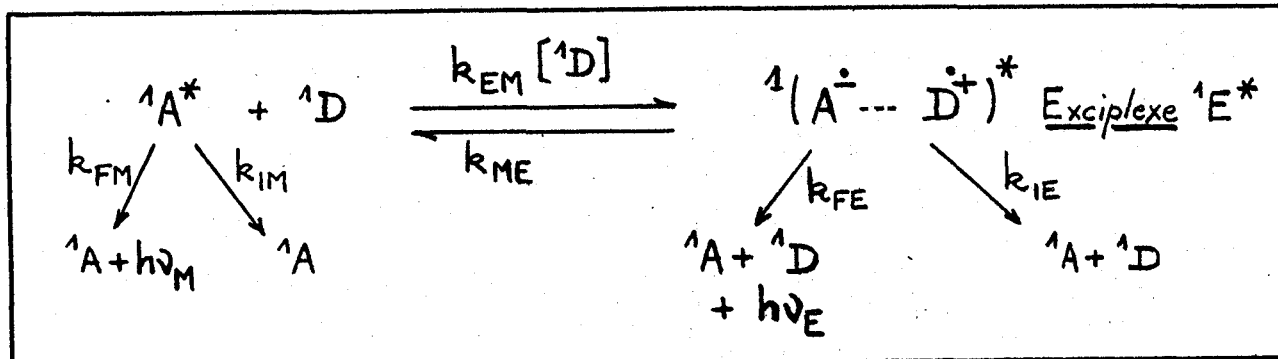 k_EM [¹D]
¹A* + ¹D ⇄ ¹(A∸ --- D∔)* Exciplexe ¹E*
k_ME
k_FM k_IM k_FE k_IE
¹A + hν_M ¹A ¹A + ¹D ¹A + ¹D
+ hν_E